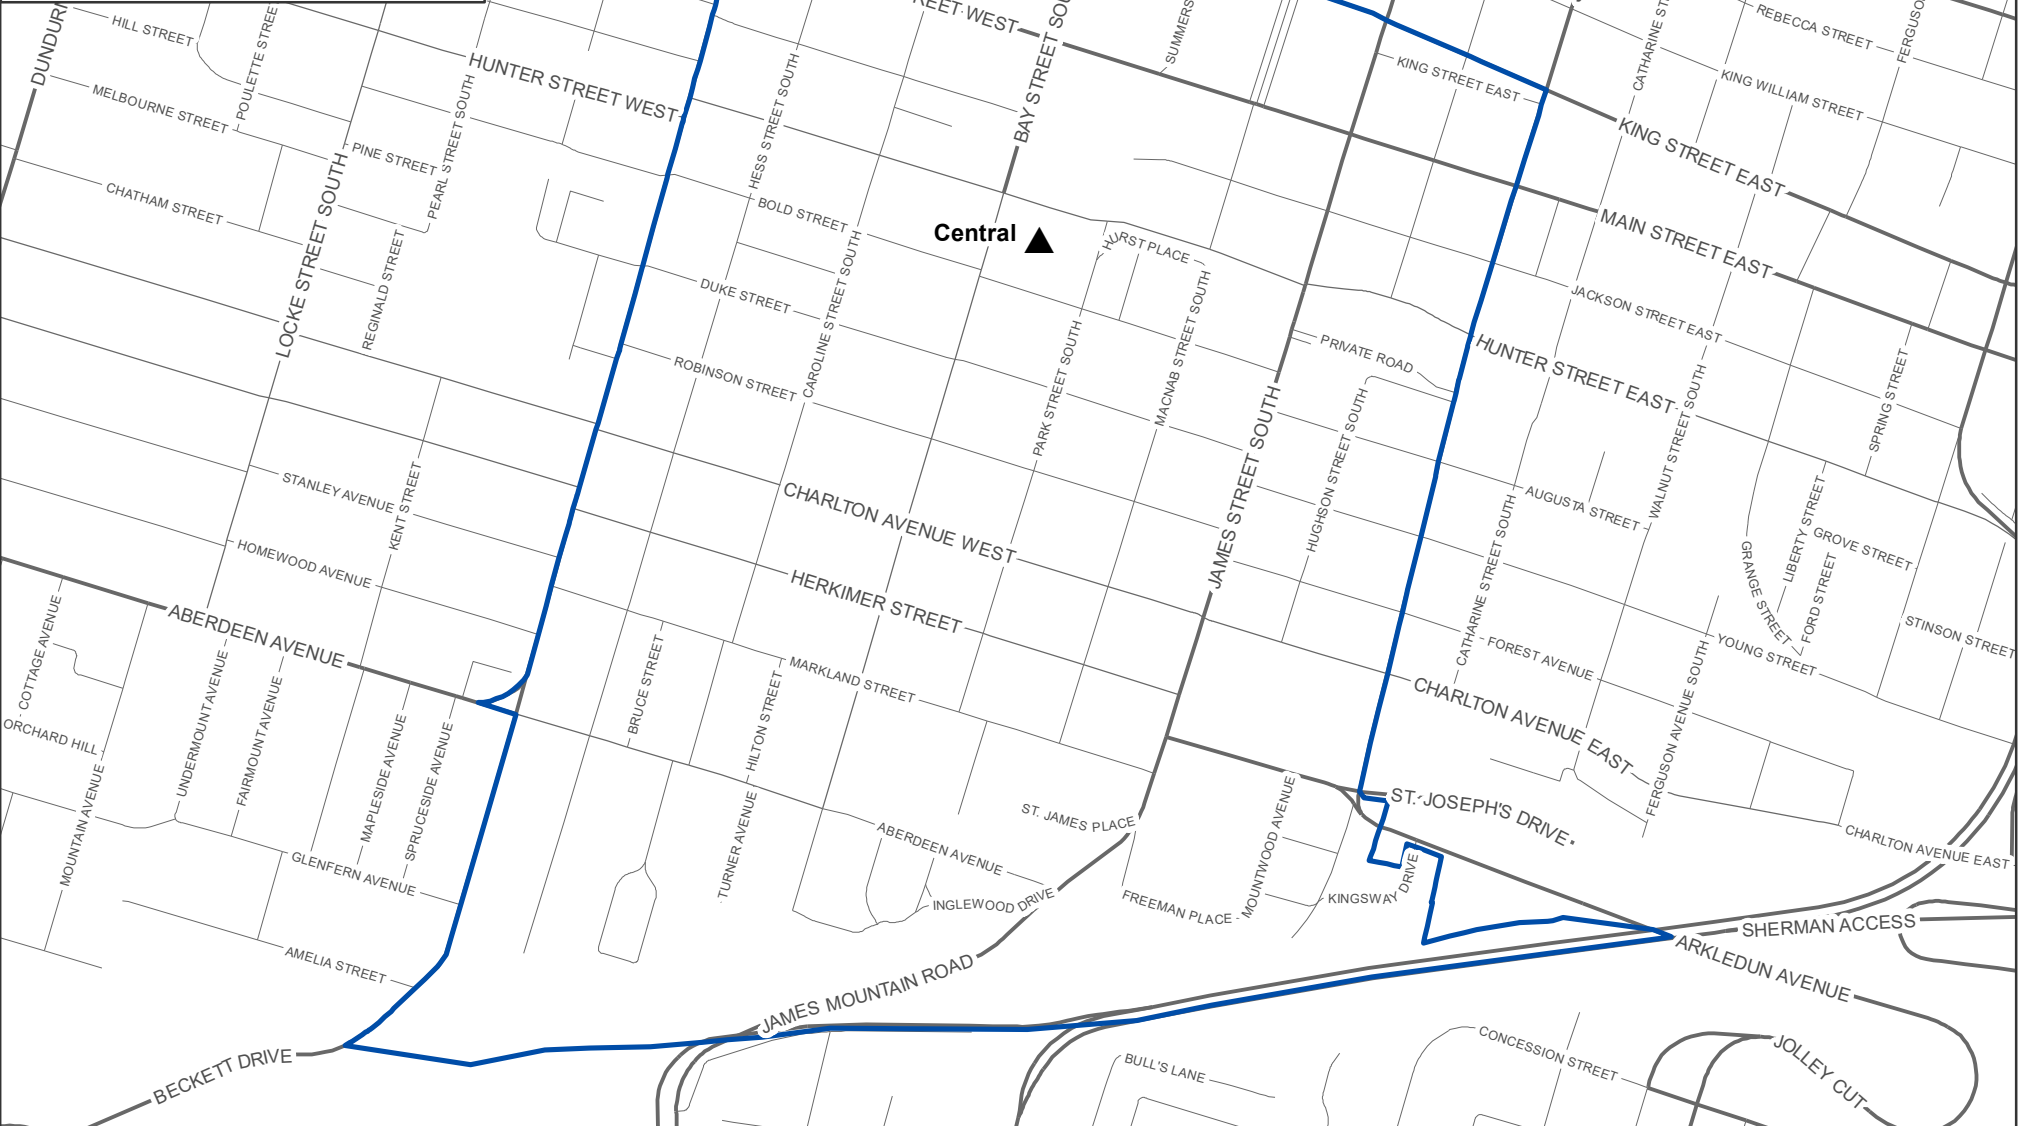 HILL STREET
POULETTE STREE
REET WEST
BAY STREET SOU
SUMMERS
CATHARINE ST
REBECCA STREET
FERGUSO
DUNDUR
HUNTER STREET WEST
KING STREET EAST
KING WILLIAM STREET
MELBOURNE STREET
PEARL STREET SOUTH
HESS STREET SOUTH
KING STREET EAST
PINE STREET
CHATHAM STREET
BOLD STREET
Central
HURST PLACE
MAIN STREET EAST
LOCKE STREET SOUTH
REGINALD STREET
CAROLINE STREET SOUTH
DUKE STREET
MACNAB STREET SOUTH
JACKSON STREET EAST
PRIVATE ROAD
HUNTER STREET EAST
ROBINSON STREET
PARK STREET SOUTH
SPRING STREET
HUGHSON STREET SOUTH
WALNUT STREET SOUTH
JAMES STREET SOUTH
STANLEY AVENUE
KENT STREET
CHARLTON AVENUE WEST
AUGUSTA STREET
LIBERTY STREET
GROVE STREET
HOMEWOOD AVENUE
HERKIMER STREET
CATHARINE STREET SOUTH
GRANGE STREET
FORD STREET
ABERDEEN AVENUE
COTTAGE AVENUE
STINSON STREET
YOUNG STREET
FOREST AVENUE
BRUCE STREET
MARKLAND STREET
HILTON STREET
CHARLTON AVENUE EAST
FERGUSON AVENUE SOUTH
ORCHARD HILL
UNDERMOUNT AVENUE
FAIRMOUNT AVENUE
MAPLESIDE AVENUE
SPRUCESIDE AVENUE
MOUNTAIN AVENUE
TURNER AVENUE
ST. JAMES PLACE
ST. JOSEPH'S DRIVE
MOUNTWOOD AVENUE
ABERDEEN AVENUE
CHARLTON AVENUE EAST
GLENFERN AVENUE
INGLEWOOD DRIVE
FREEMAN PLACE
KINGSWAY DRIVE
SHERMAN ACCESS
AMELIA STREET
JAMES MOUNTAIN ROAD
ARKLEDUN AVENUE
BECKETT DRIVE
BULL'S LANE
CONCESSION STREET
JOLLEY CUT